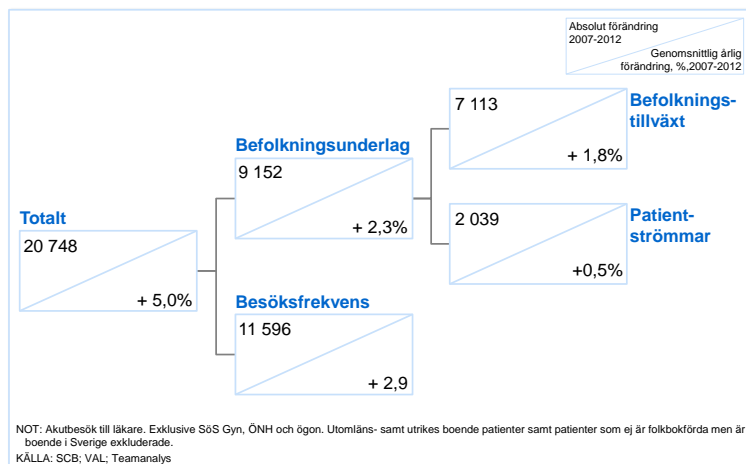 Absolut förändring
2007-2012
Genomsnittlig årlig
förändring, %,2007-2012
Totalt
20 748
+ 5,0%
Befolkningsunderlag
9 152
+ 2,3%
Besöksfrekvens
11 596
+ 2,9
7 113
+ 1,8%
Befolknings-
tillväxt
2 039
+0,5%
Patient-
strömmar
NOT: Akutbesök till läkare. Exklusive SöS Gyn, ÖNH och ögon. Utomläns- samt utrikes boende patienter samt patienter som ej är folkbokförda men är
boende i Sverige exkluderade.
KÄLLA: SCB; VAL; Teamanalys